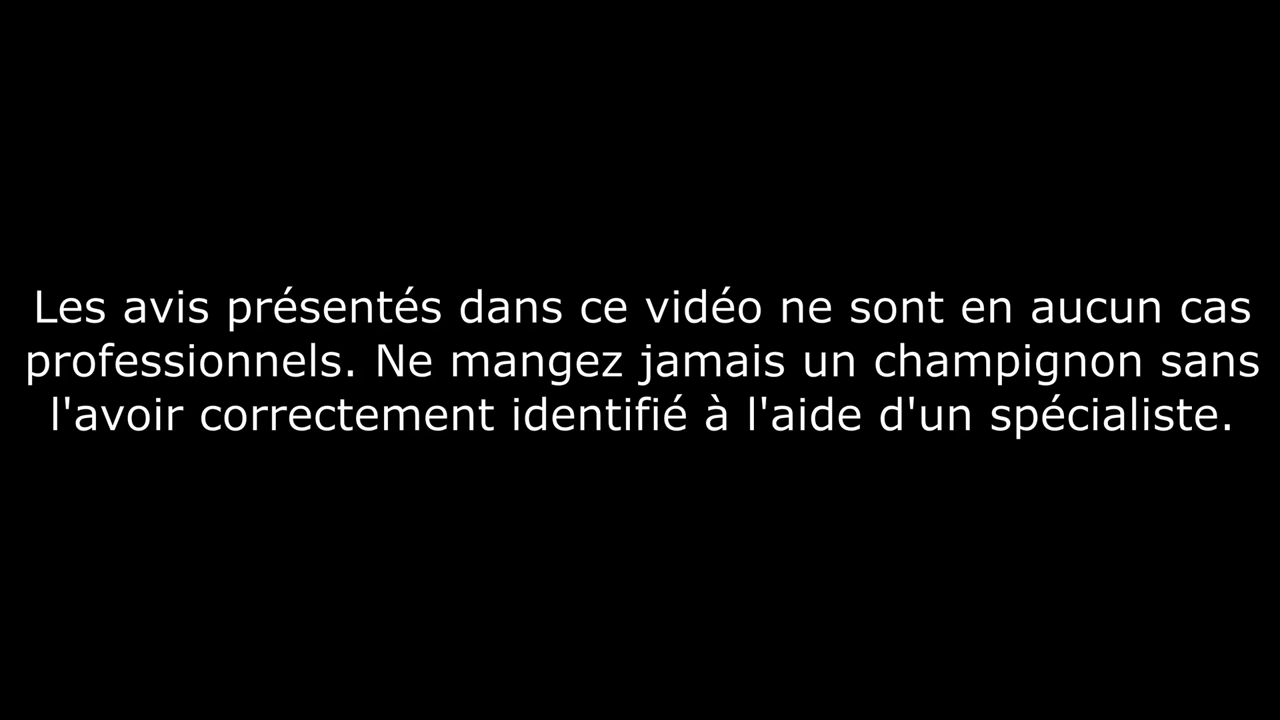 Les avis présentés dans ce vidéo ne sont en aucun cas
professionnels. Ne mangez jamais un champignon sans
l'avoir correctement identifié à l'aide d'un spécialiste.